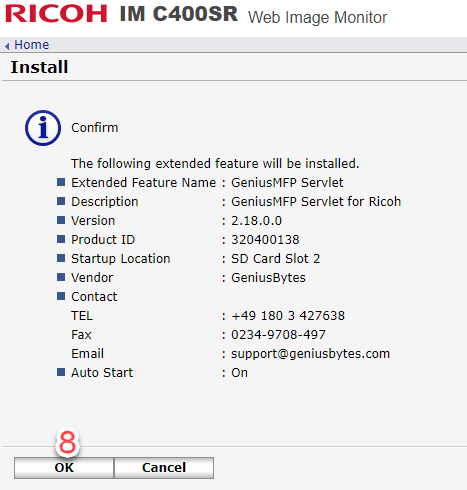 RICOH IM C400SR Web Image Monitor
Home
Install
Confirm
The following extended feature will be installed.
Extended Feature Name : GeniusMFP Servlet
Description : GeniusMFP Servlet for Ricoh
Version : 2.18.0.0
Product ID : 320400138
Startup Location : SD Card Slot 2
Vendor : GeniusBytes
Contact
TEL : +49 180 3 427638
Fax : 0234-9708-497
Email : support@geniusbytes.com
Auto Start : On
8
OK Cancel